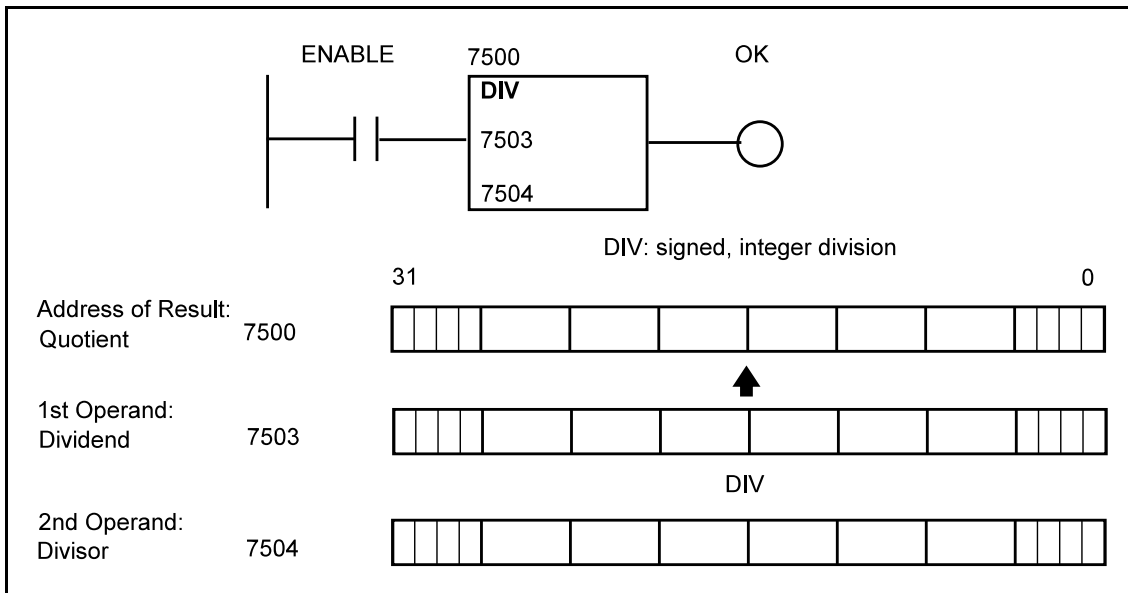 ENABLE 7500 OK
DIV
7503
7504
DIV: signed, integer division
31 0
Address of Result:
Quotient 7500
1st Operand:
Dividend 7503
DIV
2nd Operand:
Divisor 7504